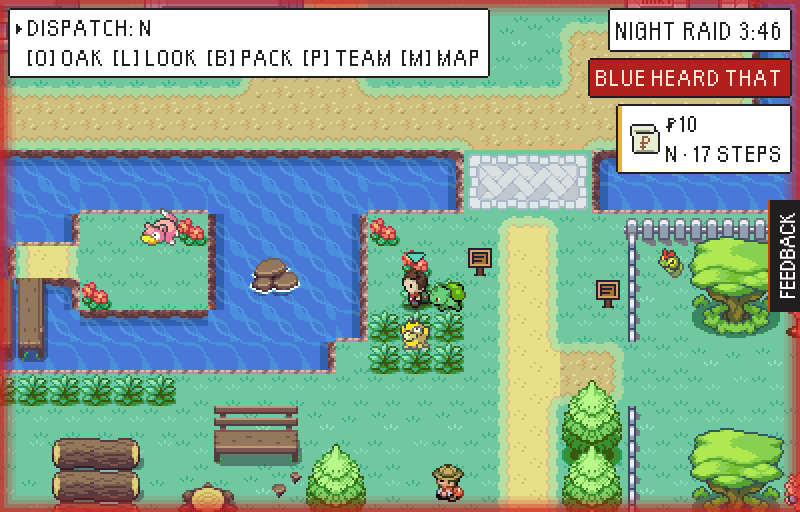 DISPATCH: N
[O] OAK [L] LOOK [B] PACK [P] TEAM [M] MAP
NIGHT RAID 3:46
BLUE HEARD THAT
₽10
N · 17 STEPS
FEEDBACK